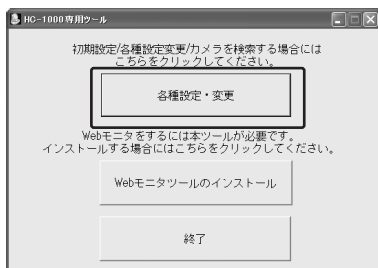 HC-1000専用ツール
初期設定/各種設定変更/カメラを検索する場合には
こちらをクリックしてください。
各種設定・変更
Webモニタをするには本ツールが必要です。
インストールする場合にはこちらをクリックしてください。
Webモニタツールのインストール
終了